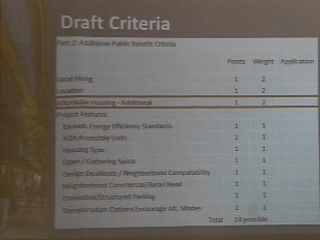 Draft Criteria
Part 2: Additional Public Benefit Criteria
Points Weight Application
Local Hiring 1 2
Location 1 2
Affordable Housing - Additional 1 2
Project Features:
Exceeds Energy Efficiency Standards 1 1
ADA Accessible Units 1 1
Housing Type 1 1
Open / Gathering Space 1 1
Design Excellence / Neighborhood Compatability 1 1
Neighborhood Commercial/Retail Need 1 1
Embedded/Structured Parking 1 1
Transportation Options Encourage Alt. Modes 1
Total 14 possible